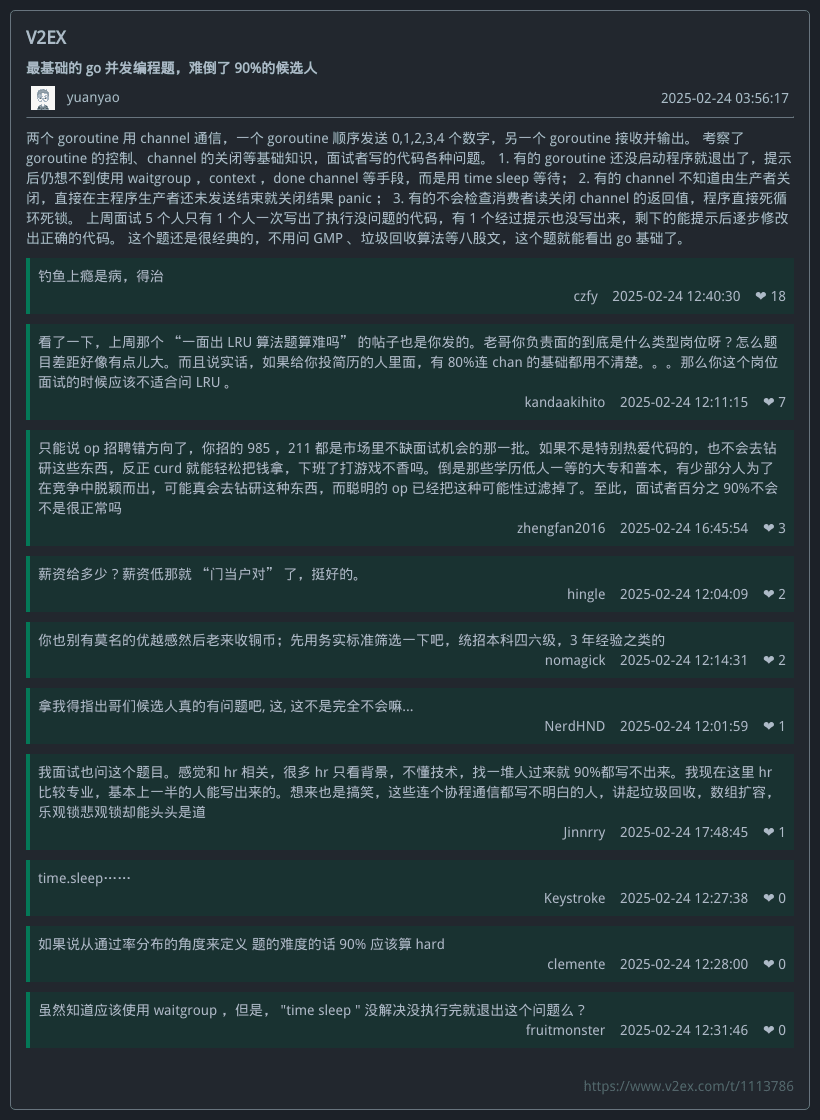 V2EX
最基础的 go 并发编程题，难倒了 90%的候选人
yuanyao
2025-02-24 03:56:17
两个 goroutine 用 channel 通信，一个 goroutine 顺序发送 0,1,2,3,4 个数字，另一个 goroutine 接收并输出。 考察了
goroutine 的控制、channel 的关闭等基础知识，面试者写的代码各种问题。 1. 有的 goroutine 还没启动程序就退出了，提示
后仍想不到使用 waitgroup ，context ，done channel 等手段，而是用 time sleep 等待； 2. 有的 channel 不知道由生产者关
闭，直接在主程序生产者还未发送结束就关闭结果 panic ； 3. 有的不会检查消费者读关闭 channel 的返回值，程序直接死循
环死锁。 上周面试 5 个人只有 1 个人一次写出了执行没问题的代码，有 1 个经过提示也没写出来，剩下的能提示后逐步修改
出正确的代码。 这个题还是很经典的，不用问 GMP 、垃圾回收算法等八股文，这个题就能看出 go 基础了。
钓鱼上瘾是病，得治
czfy 2025-02-24 12:40:30 ❤ 18
看了一下，上周那个 “一面出 LRU 算法题算难吗” 的帖子也是你发的。老哥你负责面的到底是什么类型岗位呀？怎么题
目差距好像有点儿大。而且说实话，如果给你投简历的人里面，有 80%连 chan 的基础都用不清楚。。。那么你这个岗位
面试的时候应该不适合问 LRU 。
kandaakihito 2025-02-24 12:11:15 ❤ 7
只能说 op 招聘错方向了，你招的 985 ，211 都是市场里不缺面试机会的那一批。如果不是特别热爱代码的，也不会去钻
研这些东西，反正 curd 就能轻松把钱拿，下班了打游戏不香吗。倒是那些学历低人一等的大专和普本，有少部分人为了
在竞争中脱颖而出，可能真会去钻研这种东西，而聪明的 op 已经把这种可能性过滤掉了。至此，面试者百分之 90%不会
不是很正常吗
zhengfan2016 2025-02-24 16:45:54 ❤ 3
薪资给多少？薪资低那就 “门当户对” 了，挺好的。
hingle 2025-02-24 12:04:09 ❤ 2
你也别有莫名的优越感然后老来收铜币；先用务实标准筛选一下吧，统招本科四六级，3 年经验之类的
nomagick 2025-02-24 12:14:31 ❤ 2
拿我得指出哥们候选人真的有问题吧, 这, 这不是完全不会嘛...
NerdHND 2025-02-24 12:01:59 ❤ 1
我面试也问这个题目。感觉和 hr 相关，很多 hr 只看背景，不懂技术，找一堆人过来就 90%都写不出来。我现在这里 hr
比较专业，基本上一半的人能写出来的。想来也是搞笑，这些连个协程通信都写不明白的人，讲起垃圾回收，数组扩容，
乐观锁悲观锁却能头头是道
Jinnrry 2025-02-24 17:48:45 ❤ 1
time.sleep⋯⋯
Keystroke 2025-02-24 12:27:38 ❤ 0
如果说从通过率分布的角度来定义 题的难度的话 90% 应该算 hard
clemente 2025-02-24 12:28:00 ❤ 0
虽然知道应该使用 waitgroup ，但是， "time sleep " 没解决没执行完就退出这个问题么？
fruitmonster 2025-02-24 12:31:46 ❤ 0
https://www.v2ex.com/t/1113786